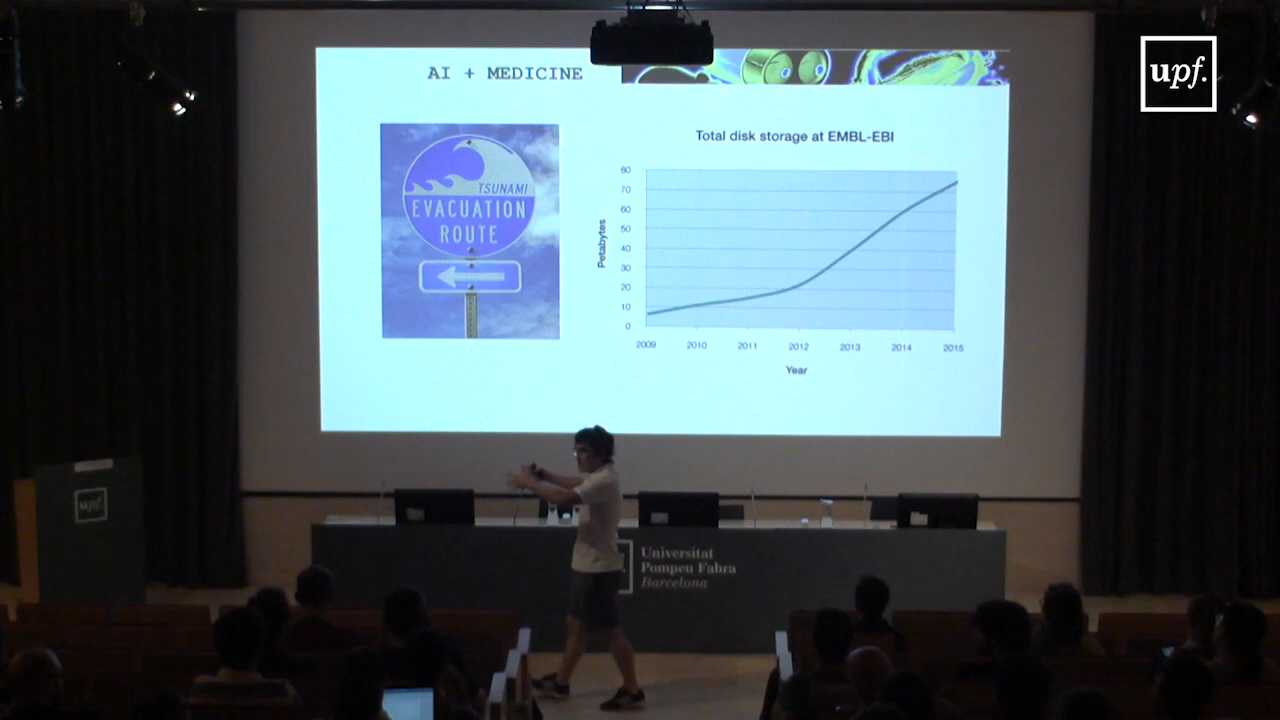 upf.
AI + MEDICINE
TSUNAMI
EVACUATION
ROUTE
Total disk storage at EMBL-EBI
Petabytes
80
70
60
50
40
30
20
10
0
2009 2010 2011 2012 2013 2014 2015
Year
upf.
Universitat
Pompeu Fabra
Barcelona